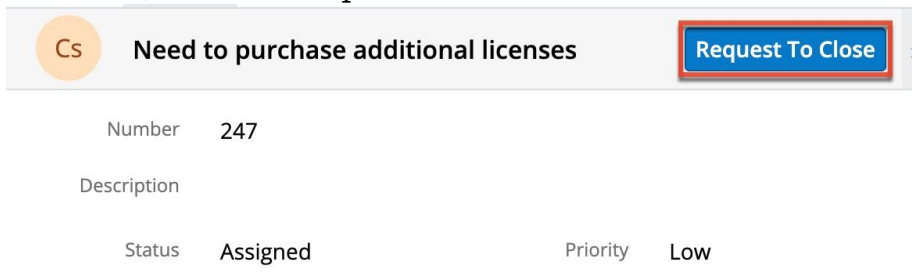 Cs Need to purchase additional licenses Request To Close
Number 247
Description
Status Assigned Priority Low